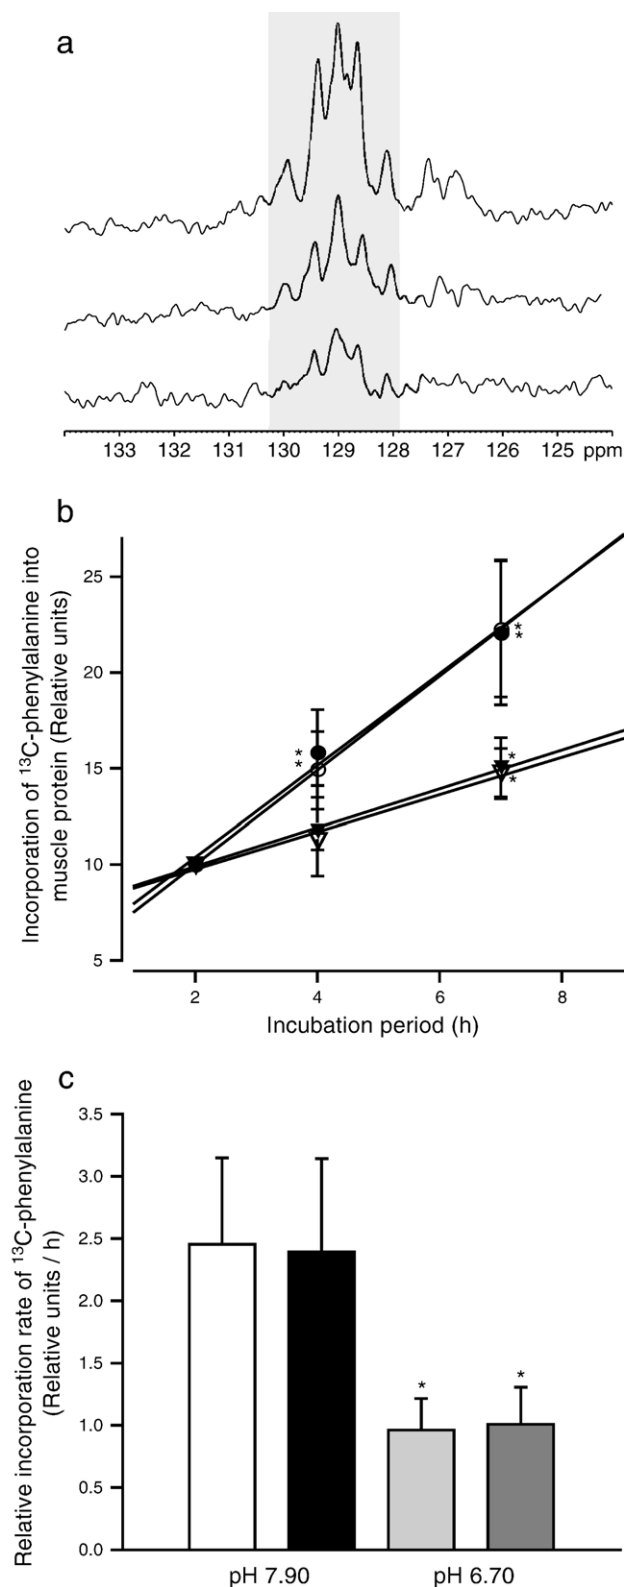 a
133 132 131 130 129 128 127 126 125 ppm
b
Incorporation of ¹³C-phenylalanine into
muscle protein (Relative units)
25
20
15
10
5
*
*
*
*
*
*
2 4 6 8
Incubation period (h)
c
Relative incorporation rate of ¹³C-phenylalanine
(Relative units / h)
3.5
3.0
2.5
2.0
1.5
1.0
0.5
0.0
* *
pH 7.90 pH 6.70